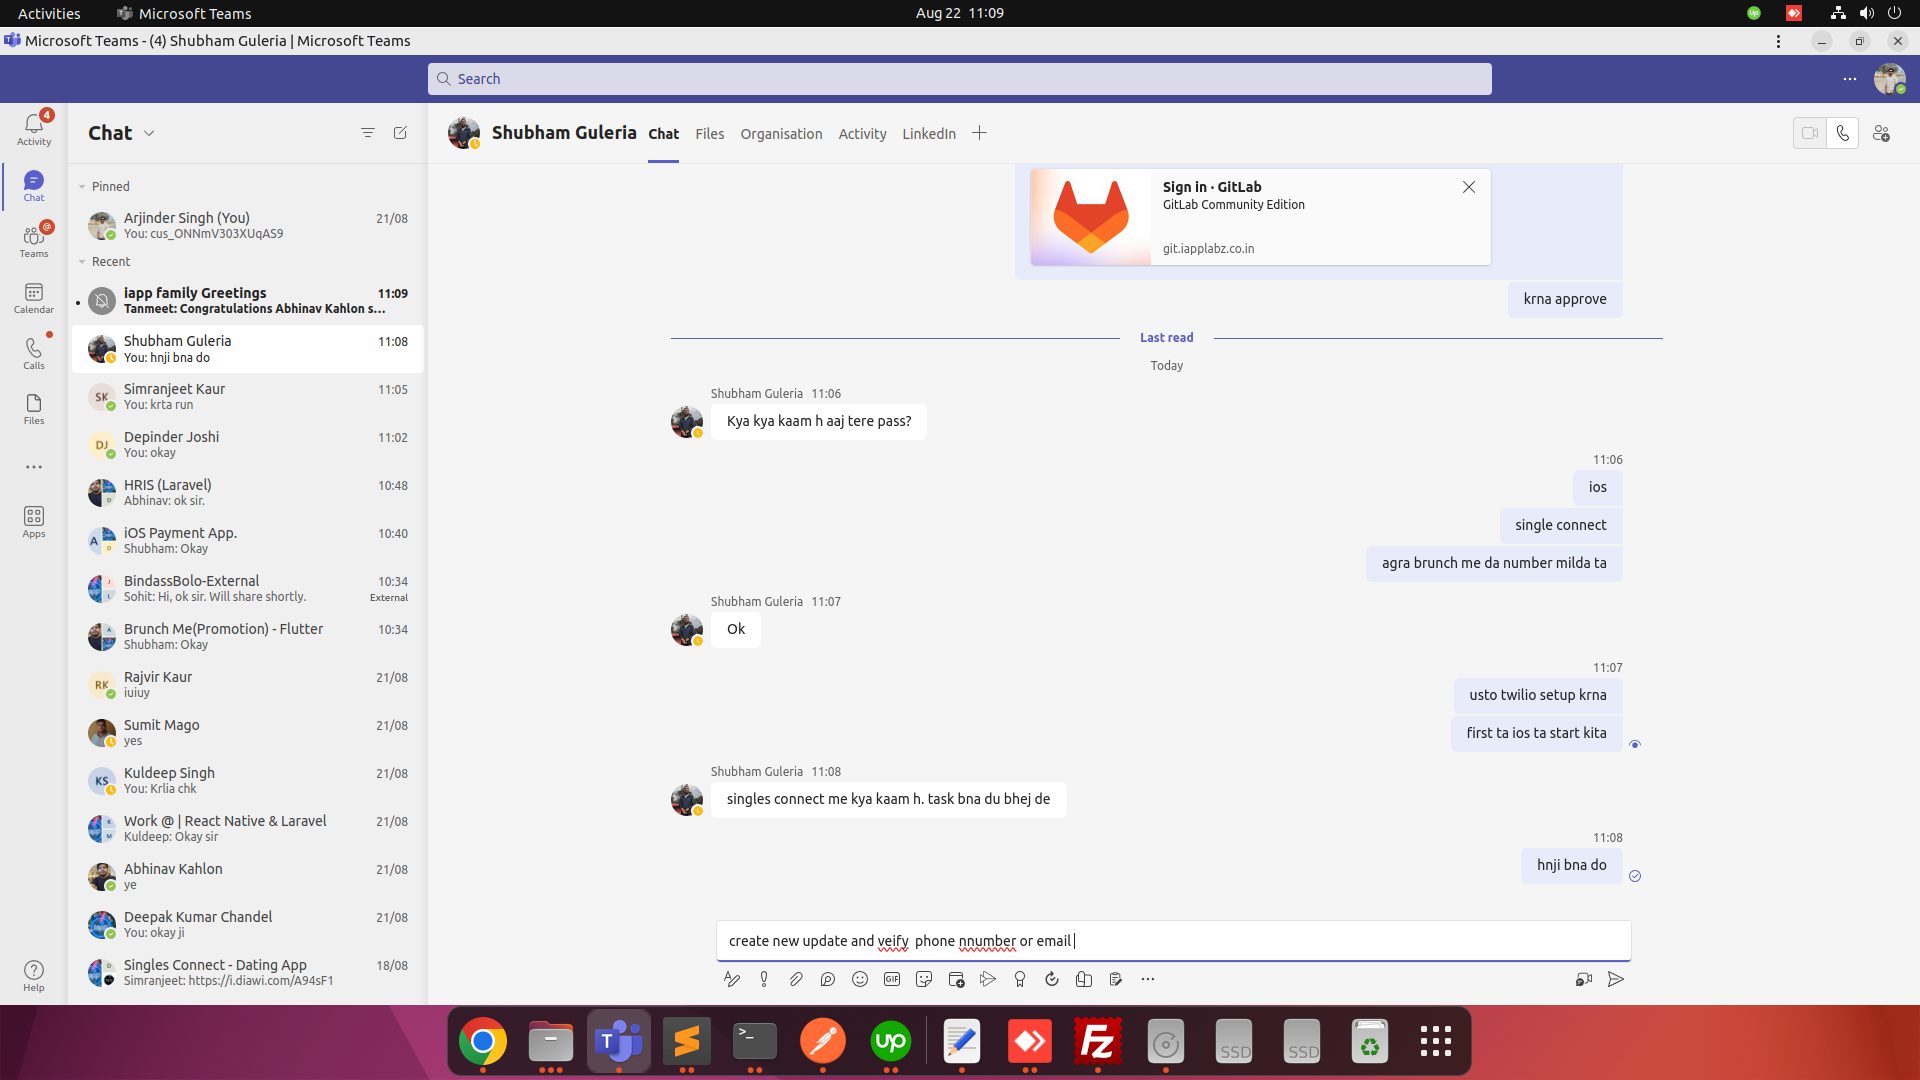 Activities
Microsoft Teams
Aug 22 11:09
Microsoft Teams - (4) Shubham Guleria | Microsoft Teams
Search
4
Activity
Chat
@
Teams
Calendar
Calls
Files
Apps
Help
Chat
Pinned
Arjinder Singh (You) 21/08
You: cus_ONNmV303XUqAS9
Recent
iapp family Greetings 11:09
Tanmeet: Congratulations Abhinav Kahlon s...
Shubham Guleria 11:08
You: hnji bna do
SK
Simranjeet Kaur 11:05
You: krta run
DJ
Depinder Joshi 11:02
You: okay
HRIS (Laravel) 10:48
Abhinav: ok sir.
A
iOS Payment App. 10:40
Shubham: Okay
BindassBolo-External 10:34
Sohit: Hi, ok sir. Will share shortly. External
Brunch Me(Promotion) - Flutter 10:34
Shubham: Okay
RK
Rajvir Kaur 21/08
iuiuy
Sumit Mago 21/08
yes
KS
Kuldeep Singh 21/08
You: Krlia chk
Work @ | React Native & Laravel 21/08
Kuldeep: Okay sir
Abhinav Kahlon 21/08
ye
Deepak Kumar Chandel 21/08
You: okay ji
Singles Connect - Dating App 18/08
Simranjeet: https://i.diawi.com/A94sF1
Shubham Guleria Chat Files Organisation Activity LinkedIn
Sign in · GitLab
GitLab Community Edition
git.iapplabz.co.in
krna approve
Last read
Today
Shubham Guleria 11:06
Kya kya kaam h aaj tere pass?
11:06
ios
single connect
agra brunch me da number milda ta
Shubham Guleria 11:07
Ok
11:07
usto twilio setup krna
first ta ios ta start kita
Shubham Guleria 11:08
singles connect me kya kaam h. task bna du bhej de
11:08
hnji bna do
create new update and veify phone nnumber or email
GIF
T
>_
up
Fz
SSD
SSD